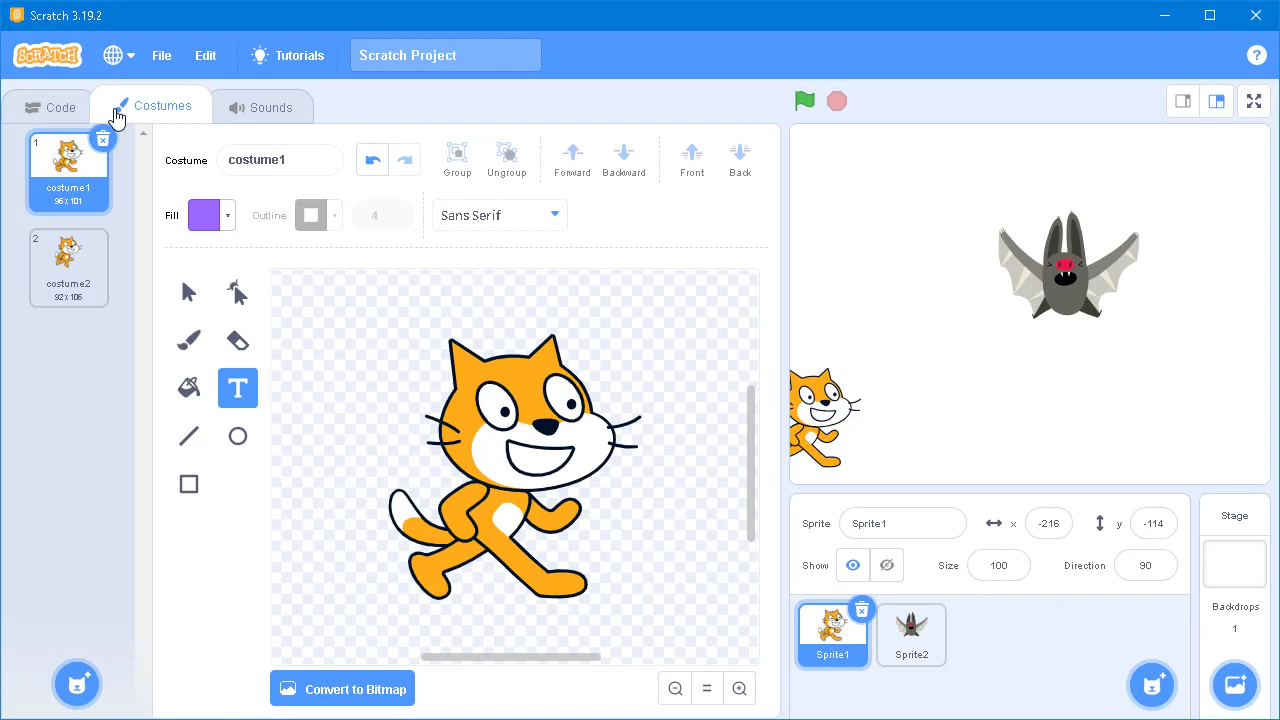 Scratch 3.19.2
SCRATCH
File
Edit
Tutorials
Scratch Project
?
Code
Costumes
Sounds
1
costume1
96 x 101
2
costume2
92 x 106
Costume
costume1
Group
Ungroup
Forward
Backward
Front
Back
Fill
Outline
4
Sans Serif
T
Convert to Bitmap
Sprite
Sprite1
x
-216
y
114
Show
Size
100
Direction
90
Sprite1
Sprite2
Stage
Backdrops
1